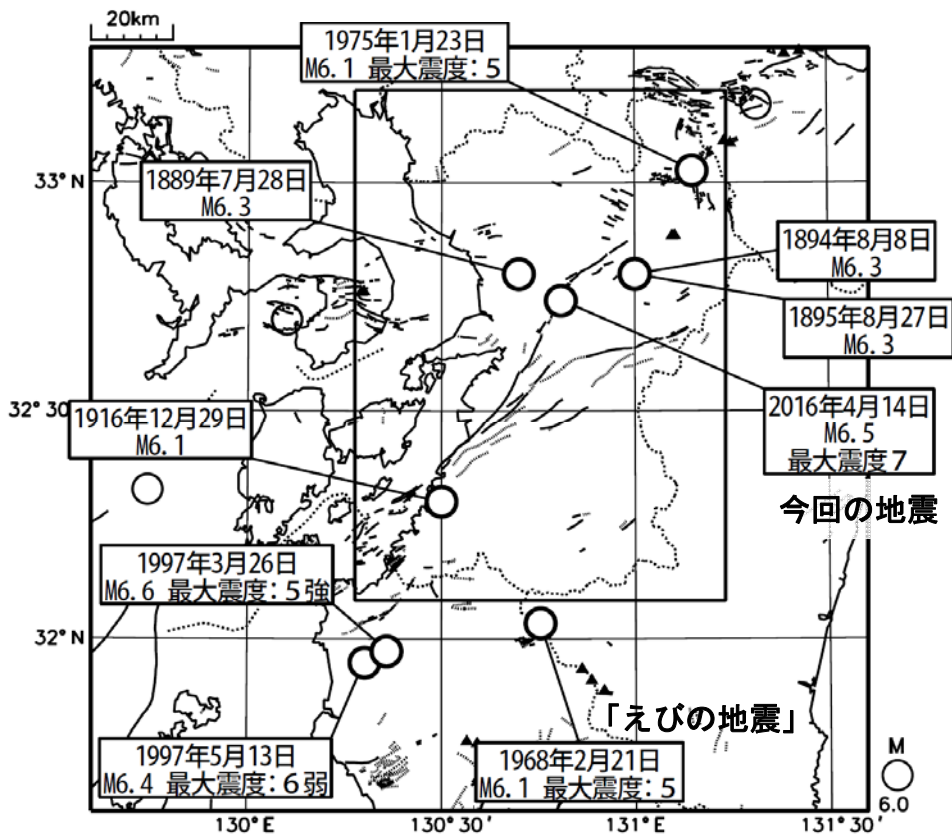 20km
1975年1月23日
M6.1 最大震度:5
33°N
1889年7月28日
M6.3
1894年8月8日
M6.3
1895年8月27日
M6.3
32°30'
1916年12月29日
M6.1
2016年4月14日
M6.5
最大震度7
今回の地震
1997年3月26日
M6.6 最大震度:5強
32°N
「えびの地震」
1997年5月13日
M6.4 最大震度:6弱
1968年2月21日
M6.1 最大震度:5
M
6.0
130°E
130°30'
131°E
131°30'